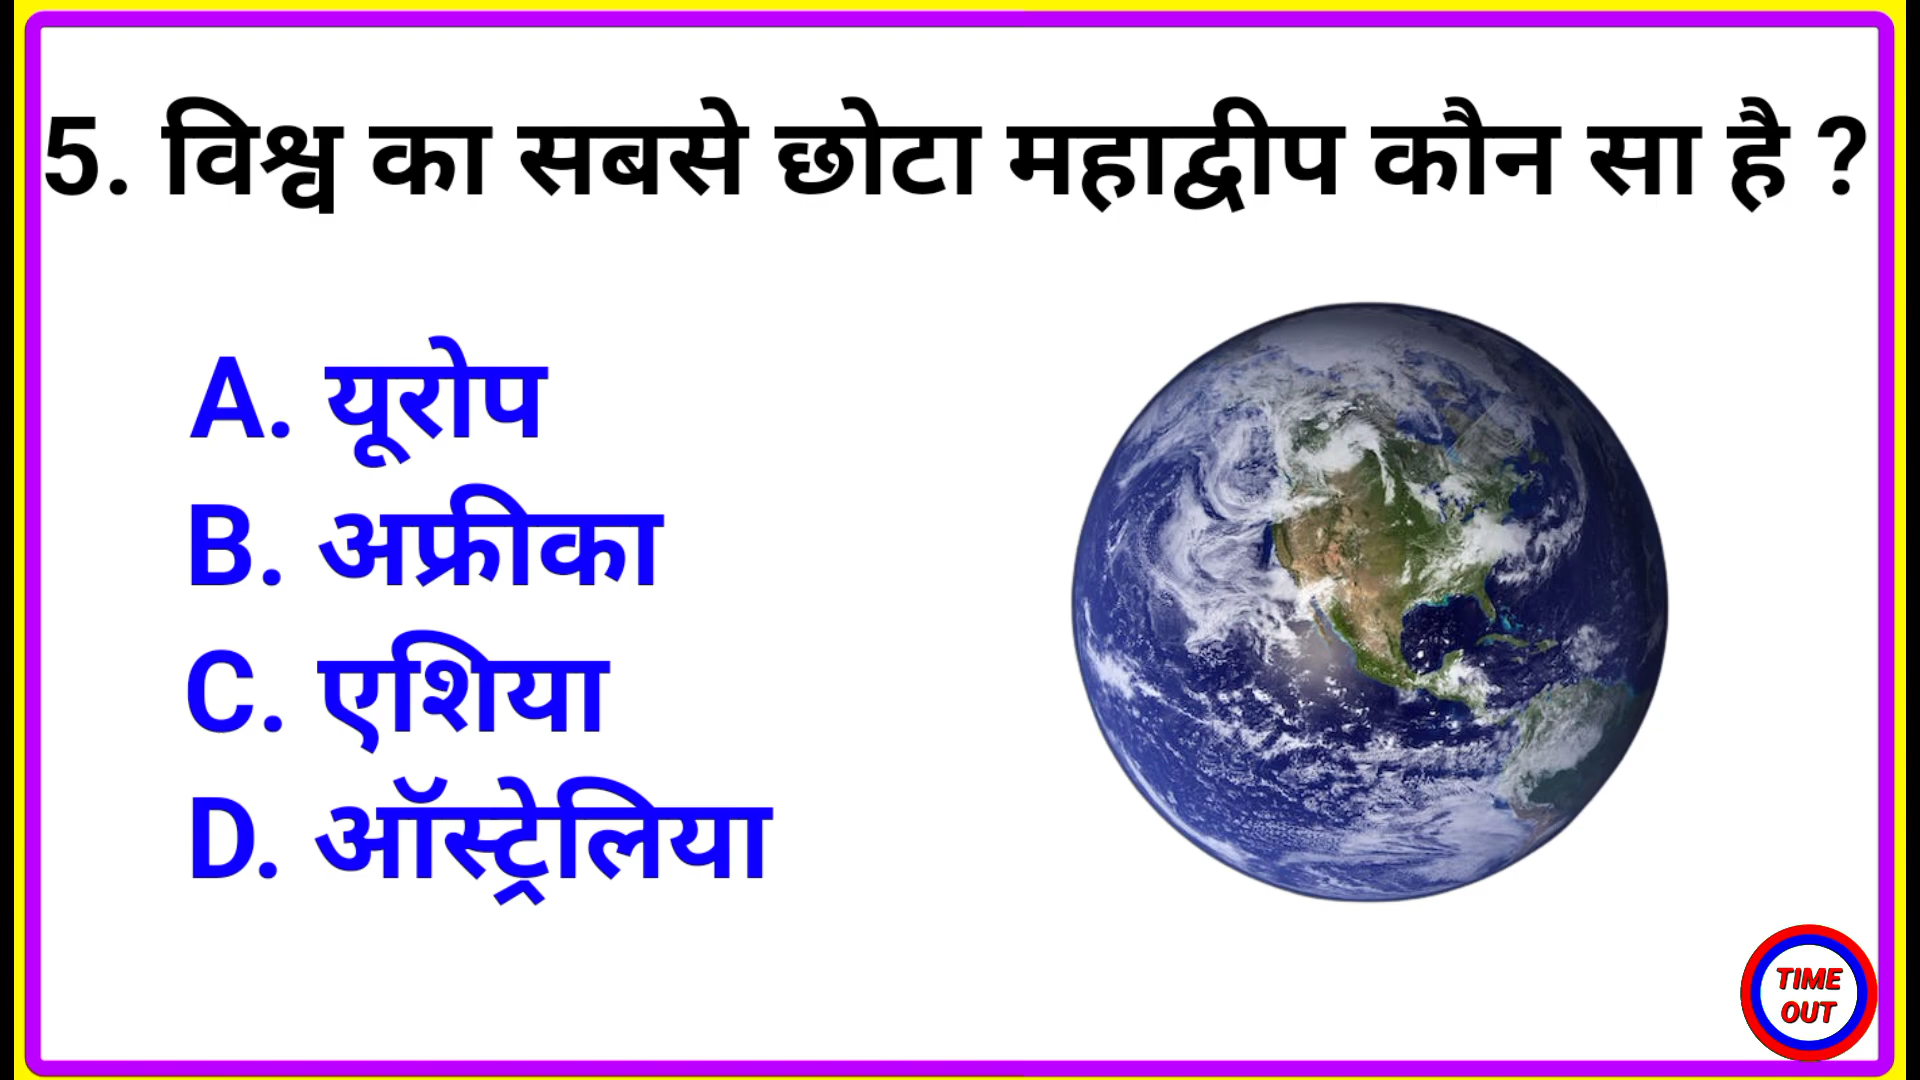 5. विश्व का सबसे छोटा महाद्वीप कौन सा है ?
A. यूरोप
B. अफ्रीका
C. एशिया
D. ऑस्ट्रेलिया
TIME
OUT